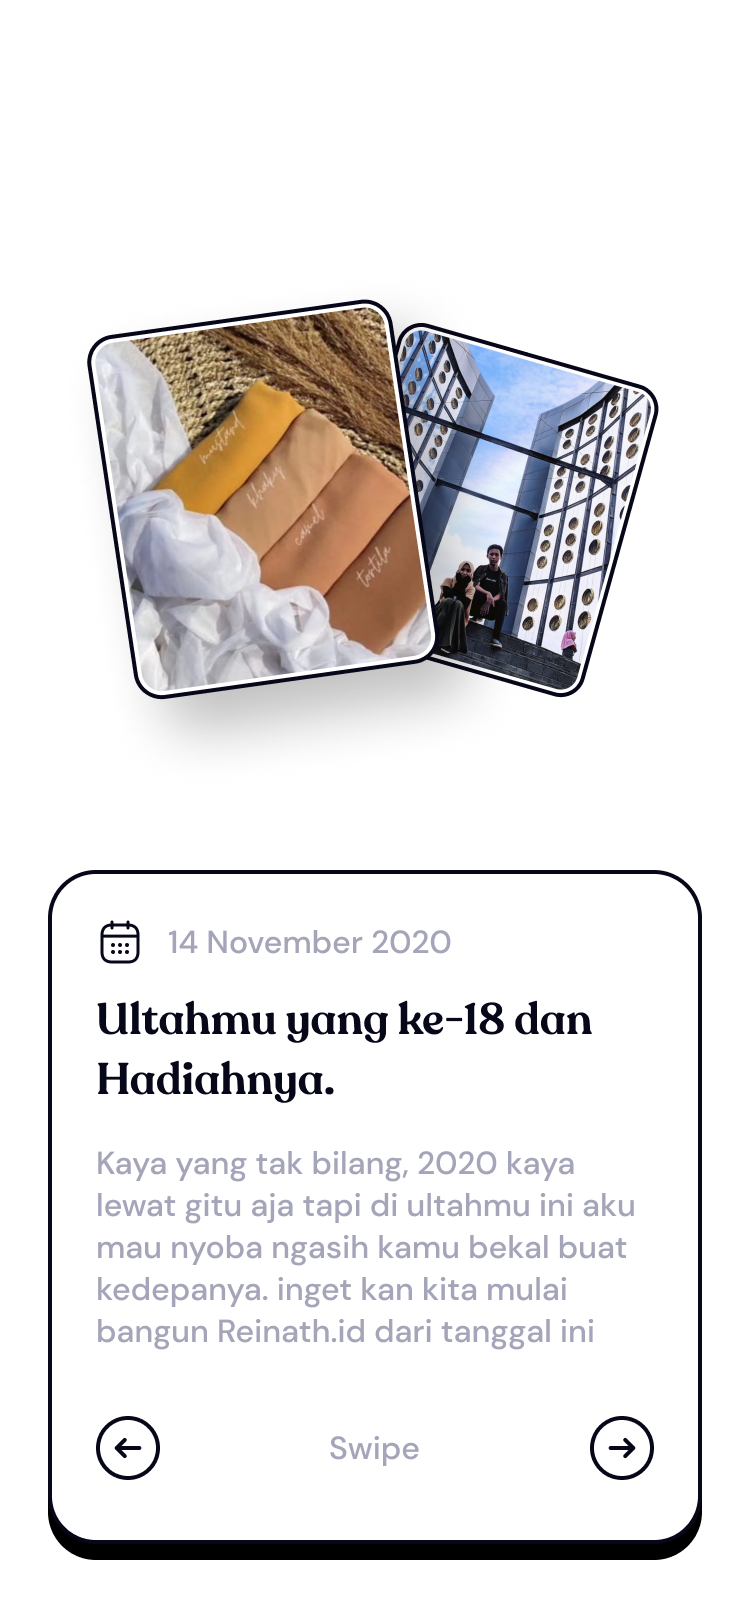 mustard
khaky
camel
tortila
14 November 2020
Ultahmu yang ke-18 dan
Hadiahnya.
Kaya yang tak bilang, 2020 kaya
lewat gitu aja tapi di ultahmu ini aku
mau nyoba ngasih kamu bekal buat
kedepanya. inget kan kita mulai
bangun Reinath.id dari tanggal ini
Swipe